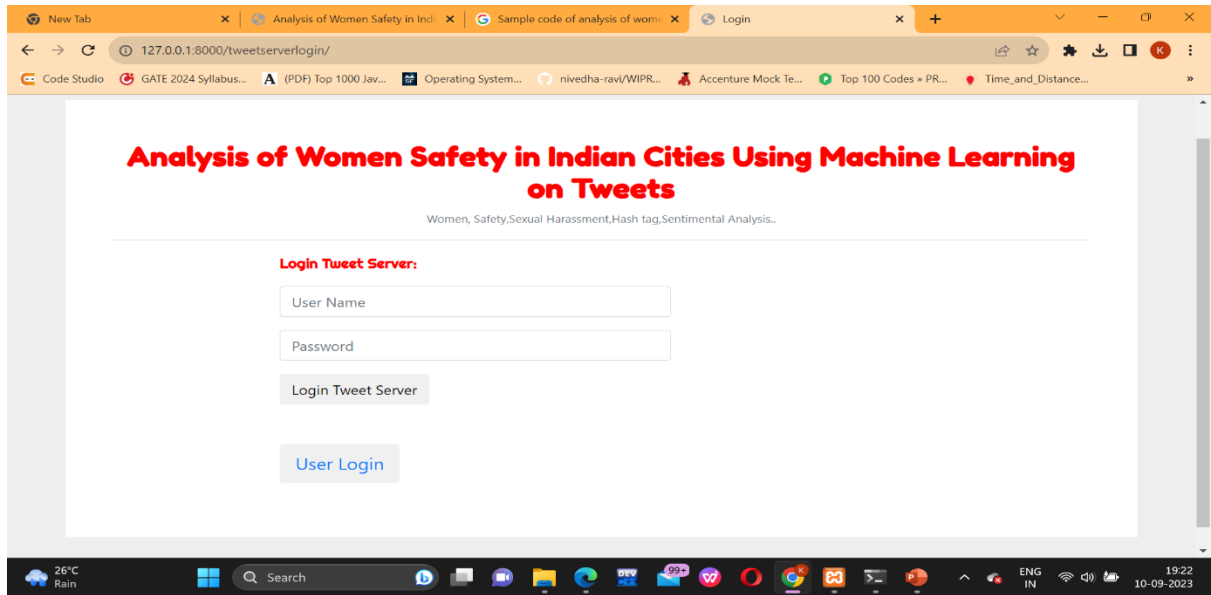 New Tab
Analysis of Women Safety in Indi
Sample code of analysis of wome
Login
127.0.0.1:8000/tweetserverlogin/
K
Code Studio
GATE 2024 Syllabus...
(PDF) Top 1000 Jav...
Operating System...
nivedha-ravi/WIPR...
Accenture Mock Te...
Top 100 Codes » PR...
Time_and_Distance...
»
Analysis of Women Safety in Indian Cities Using Machine Learning
on Tweets
Women, Safety,Sexual Harassment,Hash tag,Sentimental Analysis..
Login Tweet Server:
User Name
Password
Login Tweet Server
User Login
26°C
Rain
Search
DEV
99+
ENG
IN
19:22
10-09-2023